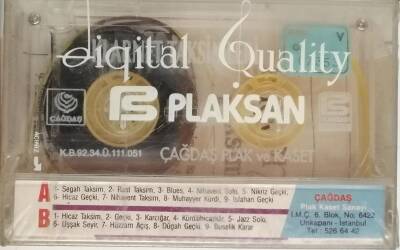 Digital Quality
ÇAĞDAŞ
PLAKSAN
K.B.92.34.Ü.111.051
ÇAĞDAŞ PLAK ve KASET
A
1- Segah Taksim, 2- Rast Taksim, 3- Blues, 4- Nihavent Solo, 5- Nikriz Geçki,
6- Hicaz Geçki, 7- Nihavent Taksim, 8- Muhayyer Kürdi, 9- Isfahan Geçki
B
1- Hicaz Taksim, 2- Geçki, 3- Karcığar, 4- Kürdilihicazkâr, 5- Jazz Solo,
6- Uşşak Seyir, 7- Hüzzam Açış, 8- Dügah Geçki, 9- Buselik Karar
ÇAĞDAŞ
Plak Kaset Sanayi
İ.M.Ç. 6. Blok, No: 6422
Unkapanı - İstanbul
Tel: 526 64 42